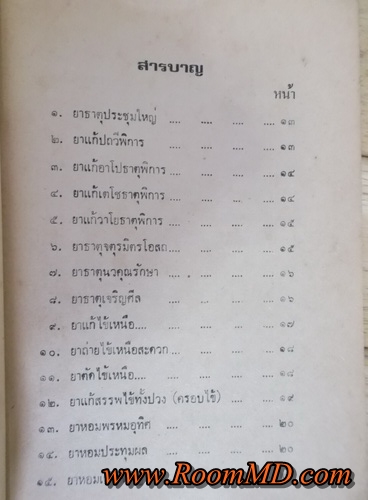 สารบาญ
หน้า
๑. ยาธาตุประชุมใหญ่ .... .... .... ๑๓
๒. ยาแก้ปถวีพิการ .... .... .... ๑๓
๓. ยาแก้อาโปธาตุพิการ .... .... .... ๑๔
๔. ยาแก้เตโชธาตุพิการ .... .... .... ๑๔
๕. ยาแก้วาโยธาตุพิการ .... .... .... ๑๕
๖. ยาธาตุจตุรมิตรโอสถ .... .... .... ๑๕
๗. ยาธาตุนวคุณรักษา .... .... .... ๑๖
๘. ยาธาตุเจริญศีล .... .... .... ๑๖
๙. ยาแก้ไข้เหนือ.... .... .... .... ๑๗
๑๐. ยาถ่ายไข้เหนือสะดวก .... .... .... ๑๘
๑๑. ยาตัดไข้เหนือ.... .... .... .... ๑๘
๑๒. ยาแก้สรรพไข้ทั้งปวง (ครอบไข้) .... .... ๑๙
๑๓. ยาหอมพรหมอุทิศ .... .... .... ๒๐
๑๔. ยาหอมประทุมผล .... .... .... ๒๐
๑๕. ยาหอม
www.RoomMD.com